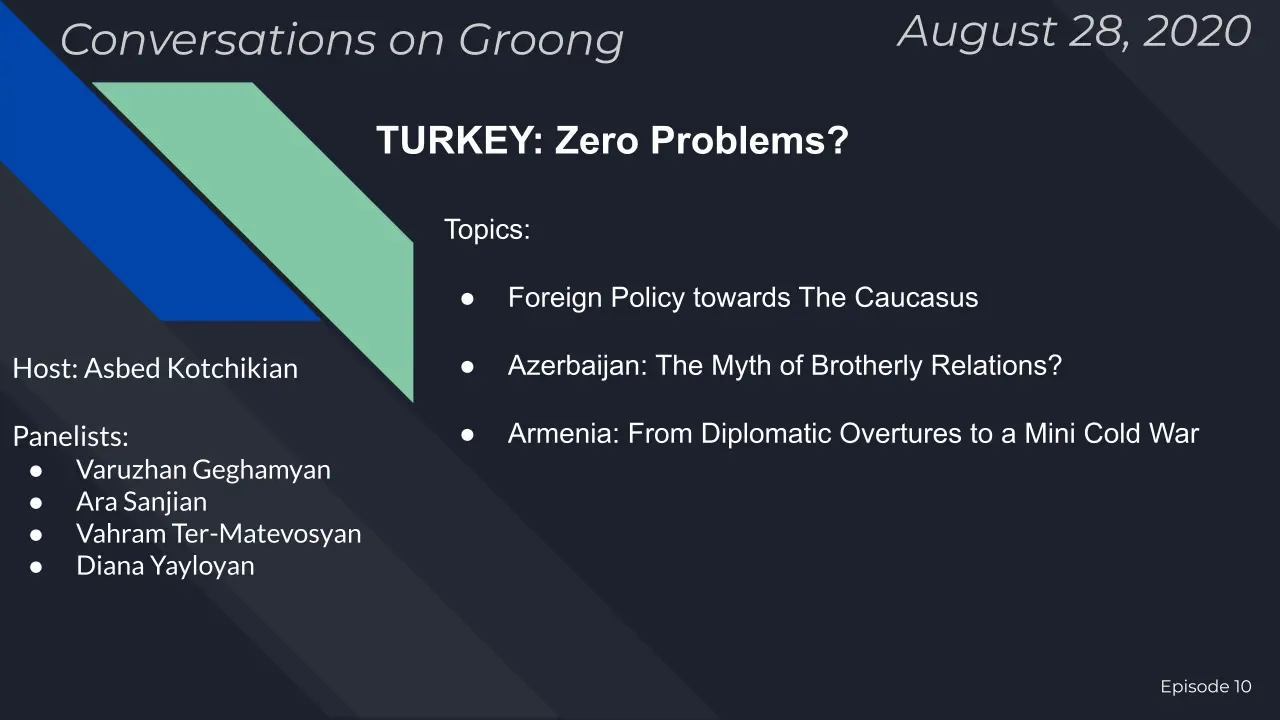 Conversations on Groong
August 28, 2020
TURKEY: Zero Problems?
Topics:
● Foreign Policy towards The Caucasus
● Azerbaijan: The Myth of Brotherly Relations?
● Armenia: From Diplomatic Overtures to a Mini Cold War
Host: Asbed Kotchikian
Panelists:
● Varuzhan Geghamyan
● Ara Sanjian
● Vahram Ter-Matevosyan
● Diana Yayloyan
Episode 10